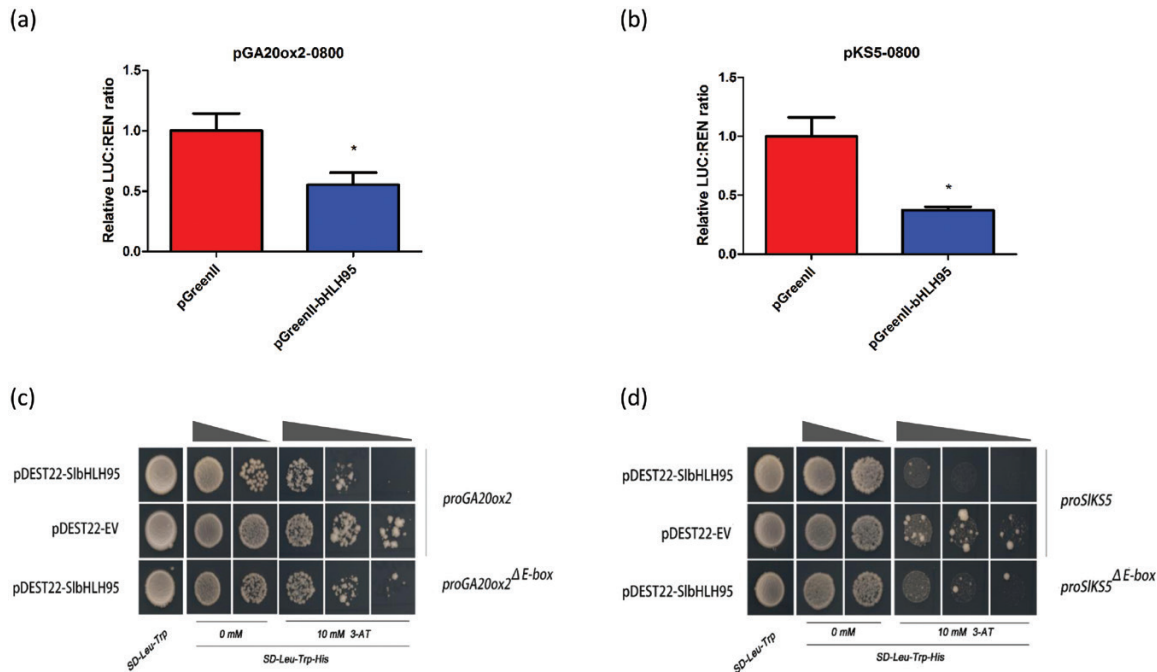 (a)
pGA20ox2-0800
Relative LUC:REN ratio
1.5
1.0
0.5
0.0
pGreenII
pGreenII-bHLH95
*
(b)
pKS5-0800
Relative LUC:REN ratio
1.5
1.0
0.5
0.0
pGreenII
pGreenII-bHLH95
*
(c)
pDEST22-SlbHLH95
pDEST22-EV
pDEST22-SlbHLH95
proGA20ox2
proGA20ox2 ΔE-box
SD-Leu-Trp
0 mM
10 mM 3-AT
SD-Leu-Trp-His
(d)
pDEST22-SlbHLH95
pDEST22-EV
pDEST22-SlbHLH95
proSlKS5
proSlKS5 ΔE-box
SD-Leu-Trp
0 mM
10 mM 3-AT
SD-Leu-Trp-His